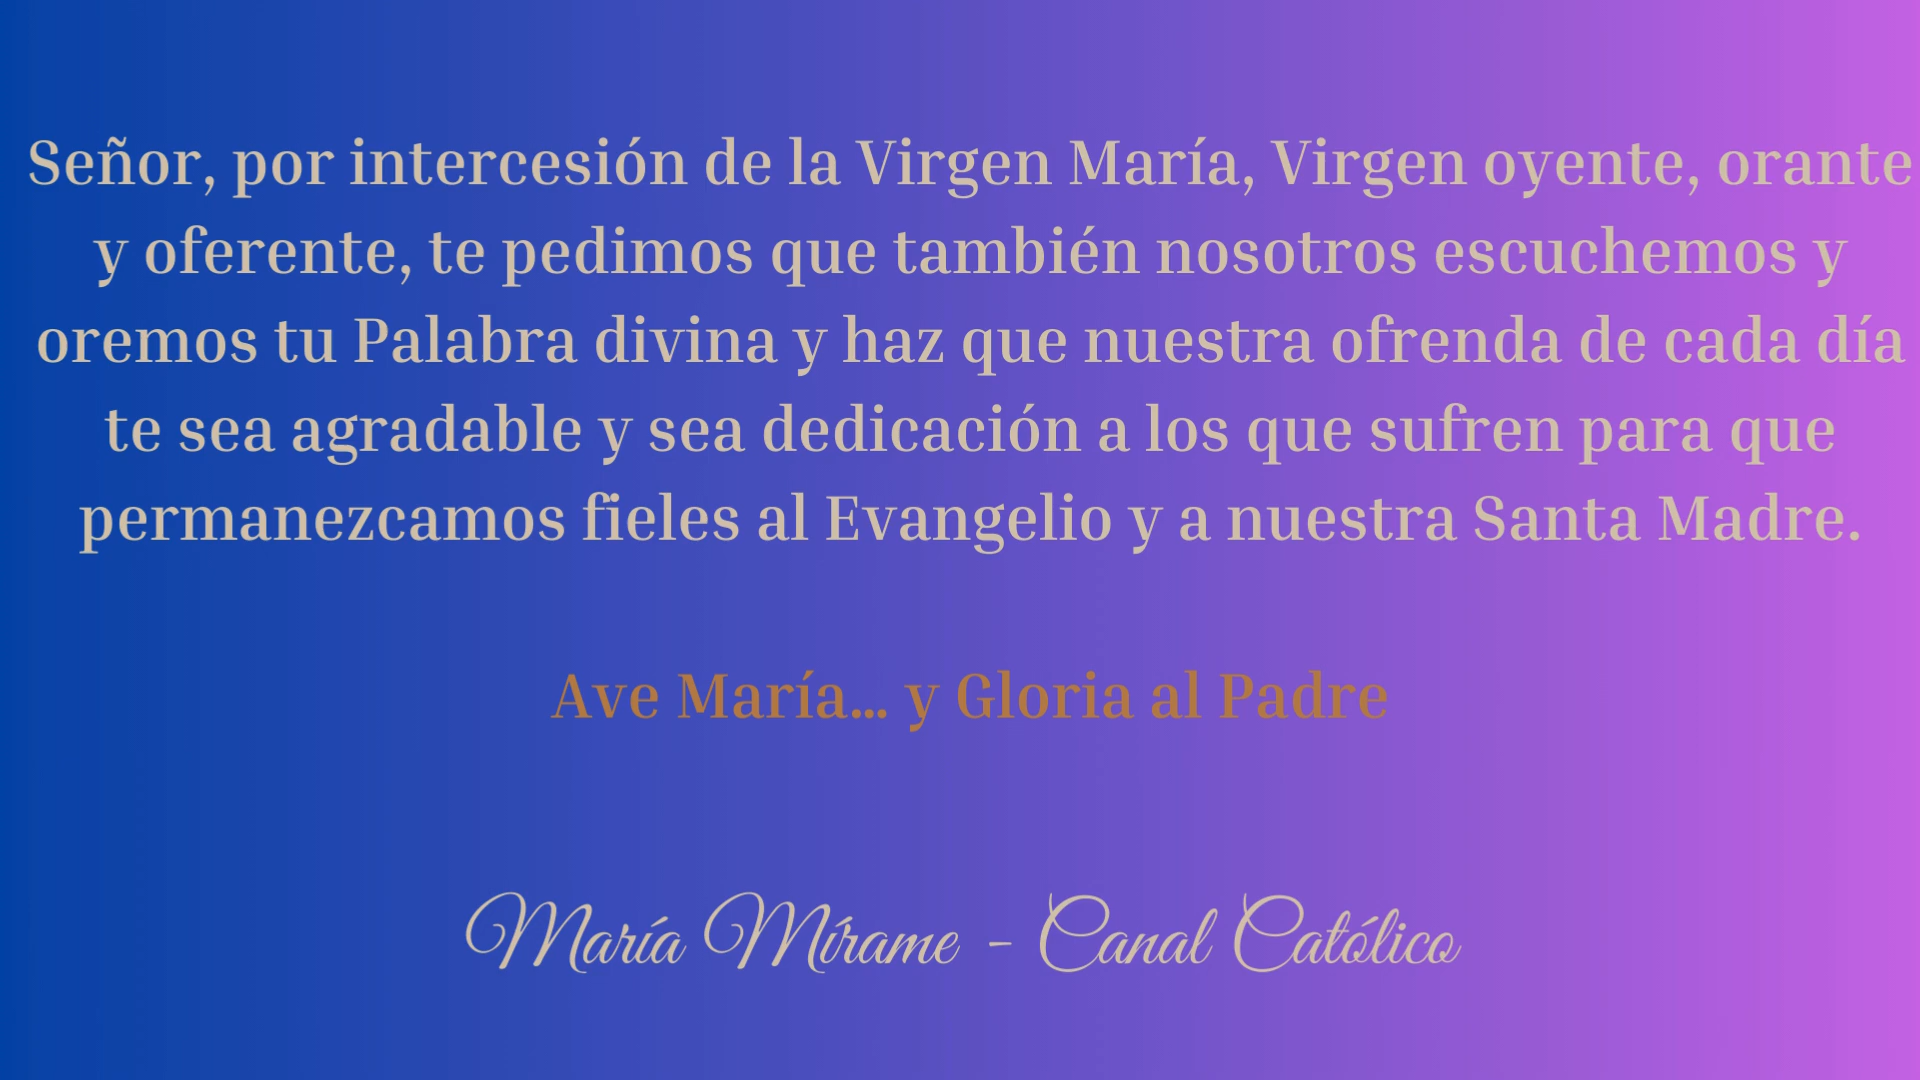 Señor, por intercesión de la Virgen María, Virgen oyente, orante
y oferente, te pedimos que también nosotros escuchemos y
oremos tu Palabra divina y haz que nuestra ofrenda de cada día
te sea agradable y sea dedicación a los que sufren para que
permanezcamos fieles al Evangelio y a nuestra Santa Madre.
Ave María... y Gloria al Padre
María Mírame - Canal Católico